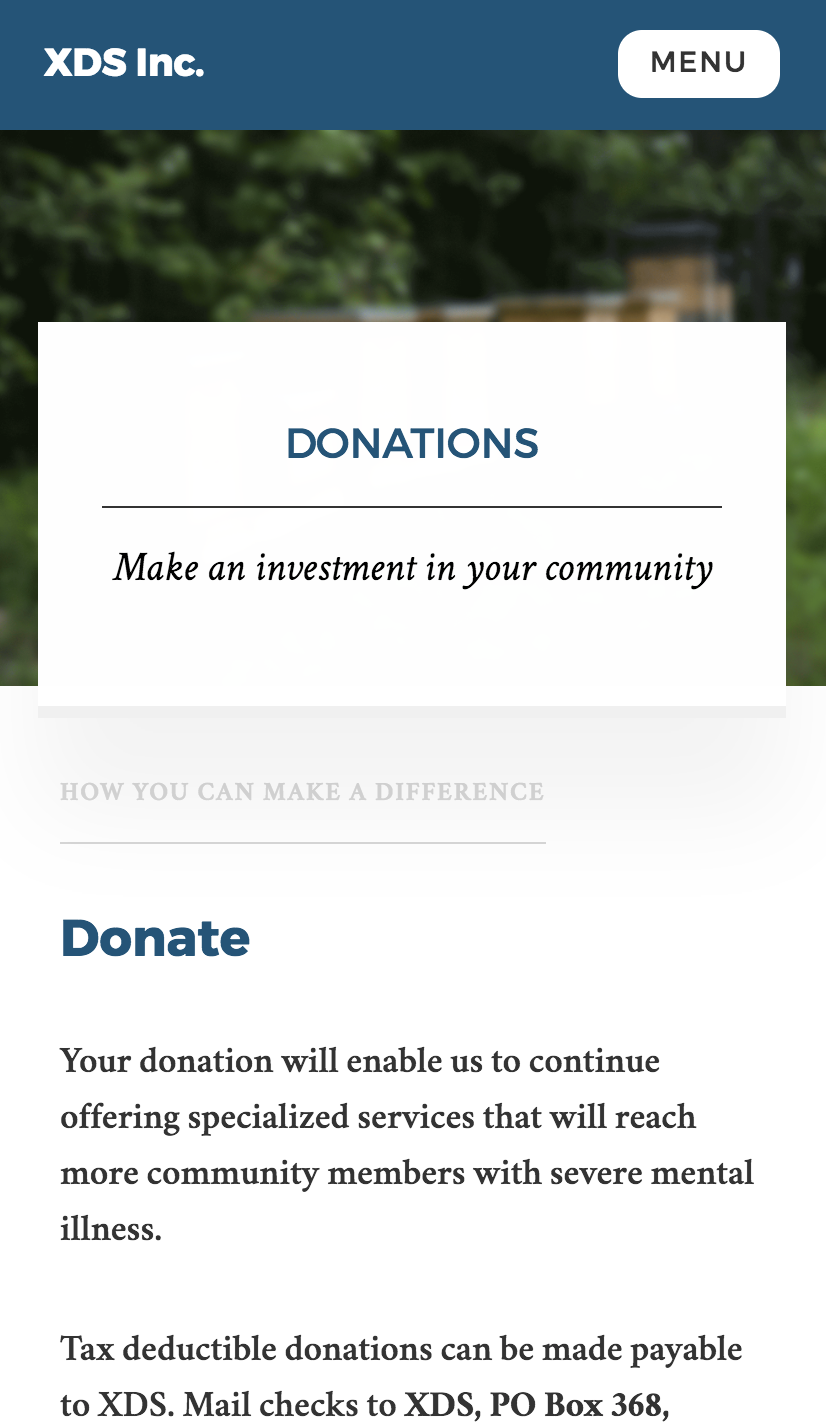 XDS Inc.
MENU
DONATIONS
Make an investment in your community
HOW YOU CAN MAKE A DIFFERENCE
Donate
Your donation will enable us to continue
offering specialized services that will reach
more community members with severe mental
illness.
Tax deductible donations can be made payable
to XDS. Mail checks to XDS, PO Box 368,